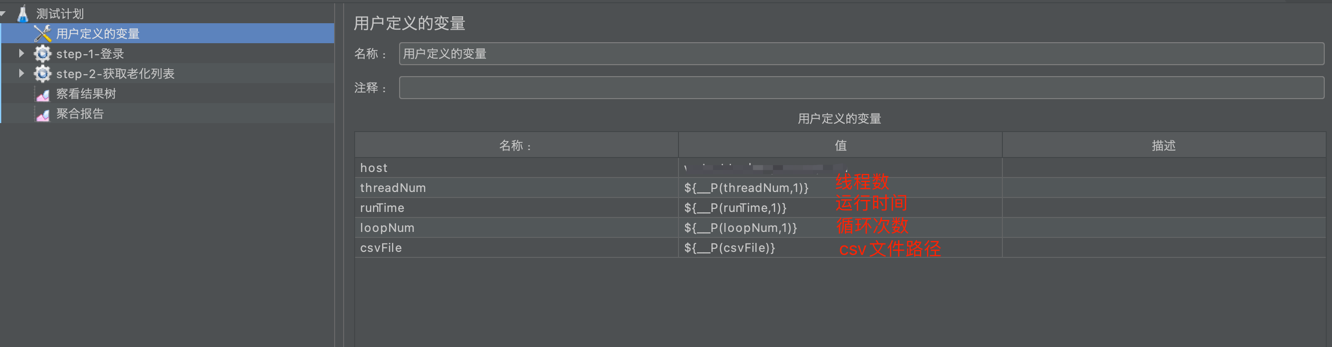 测试计划
用户定义的变量
step-1-登录
step-2-获取老化列表
察看结果树
聚合报告
用户定义的变量
名称： 用户定义的变量
注释：
用户定义的变量
名称： 值 描述
host
threadNum ${__P(threadNum,1)} 线程数
runTime ${__P(runTime,1)} 运行时间
loopNum ${__P(loopNum,1)} 循环次数
csvFile ${__P(csvFile)} csv文件路径